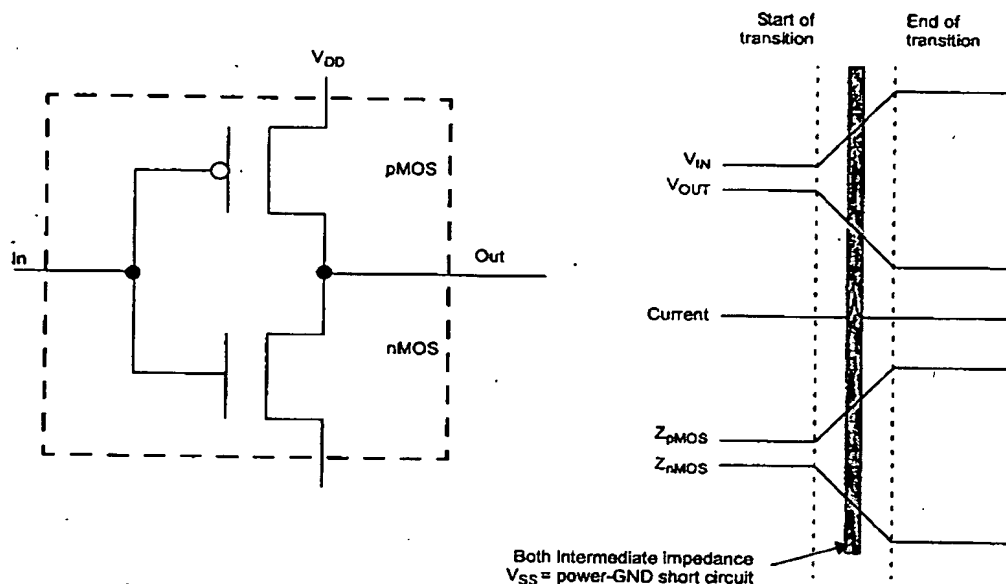 Start of
transition
End of
transition
VDD
pMOS
In
Out
nMOS
VIN
VOUT
Current
ZpMOS
ZnMOS
Both Intermediate impedance
VSS = power-GND short circuit